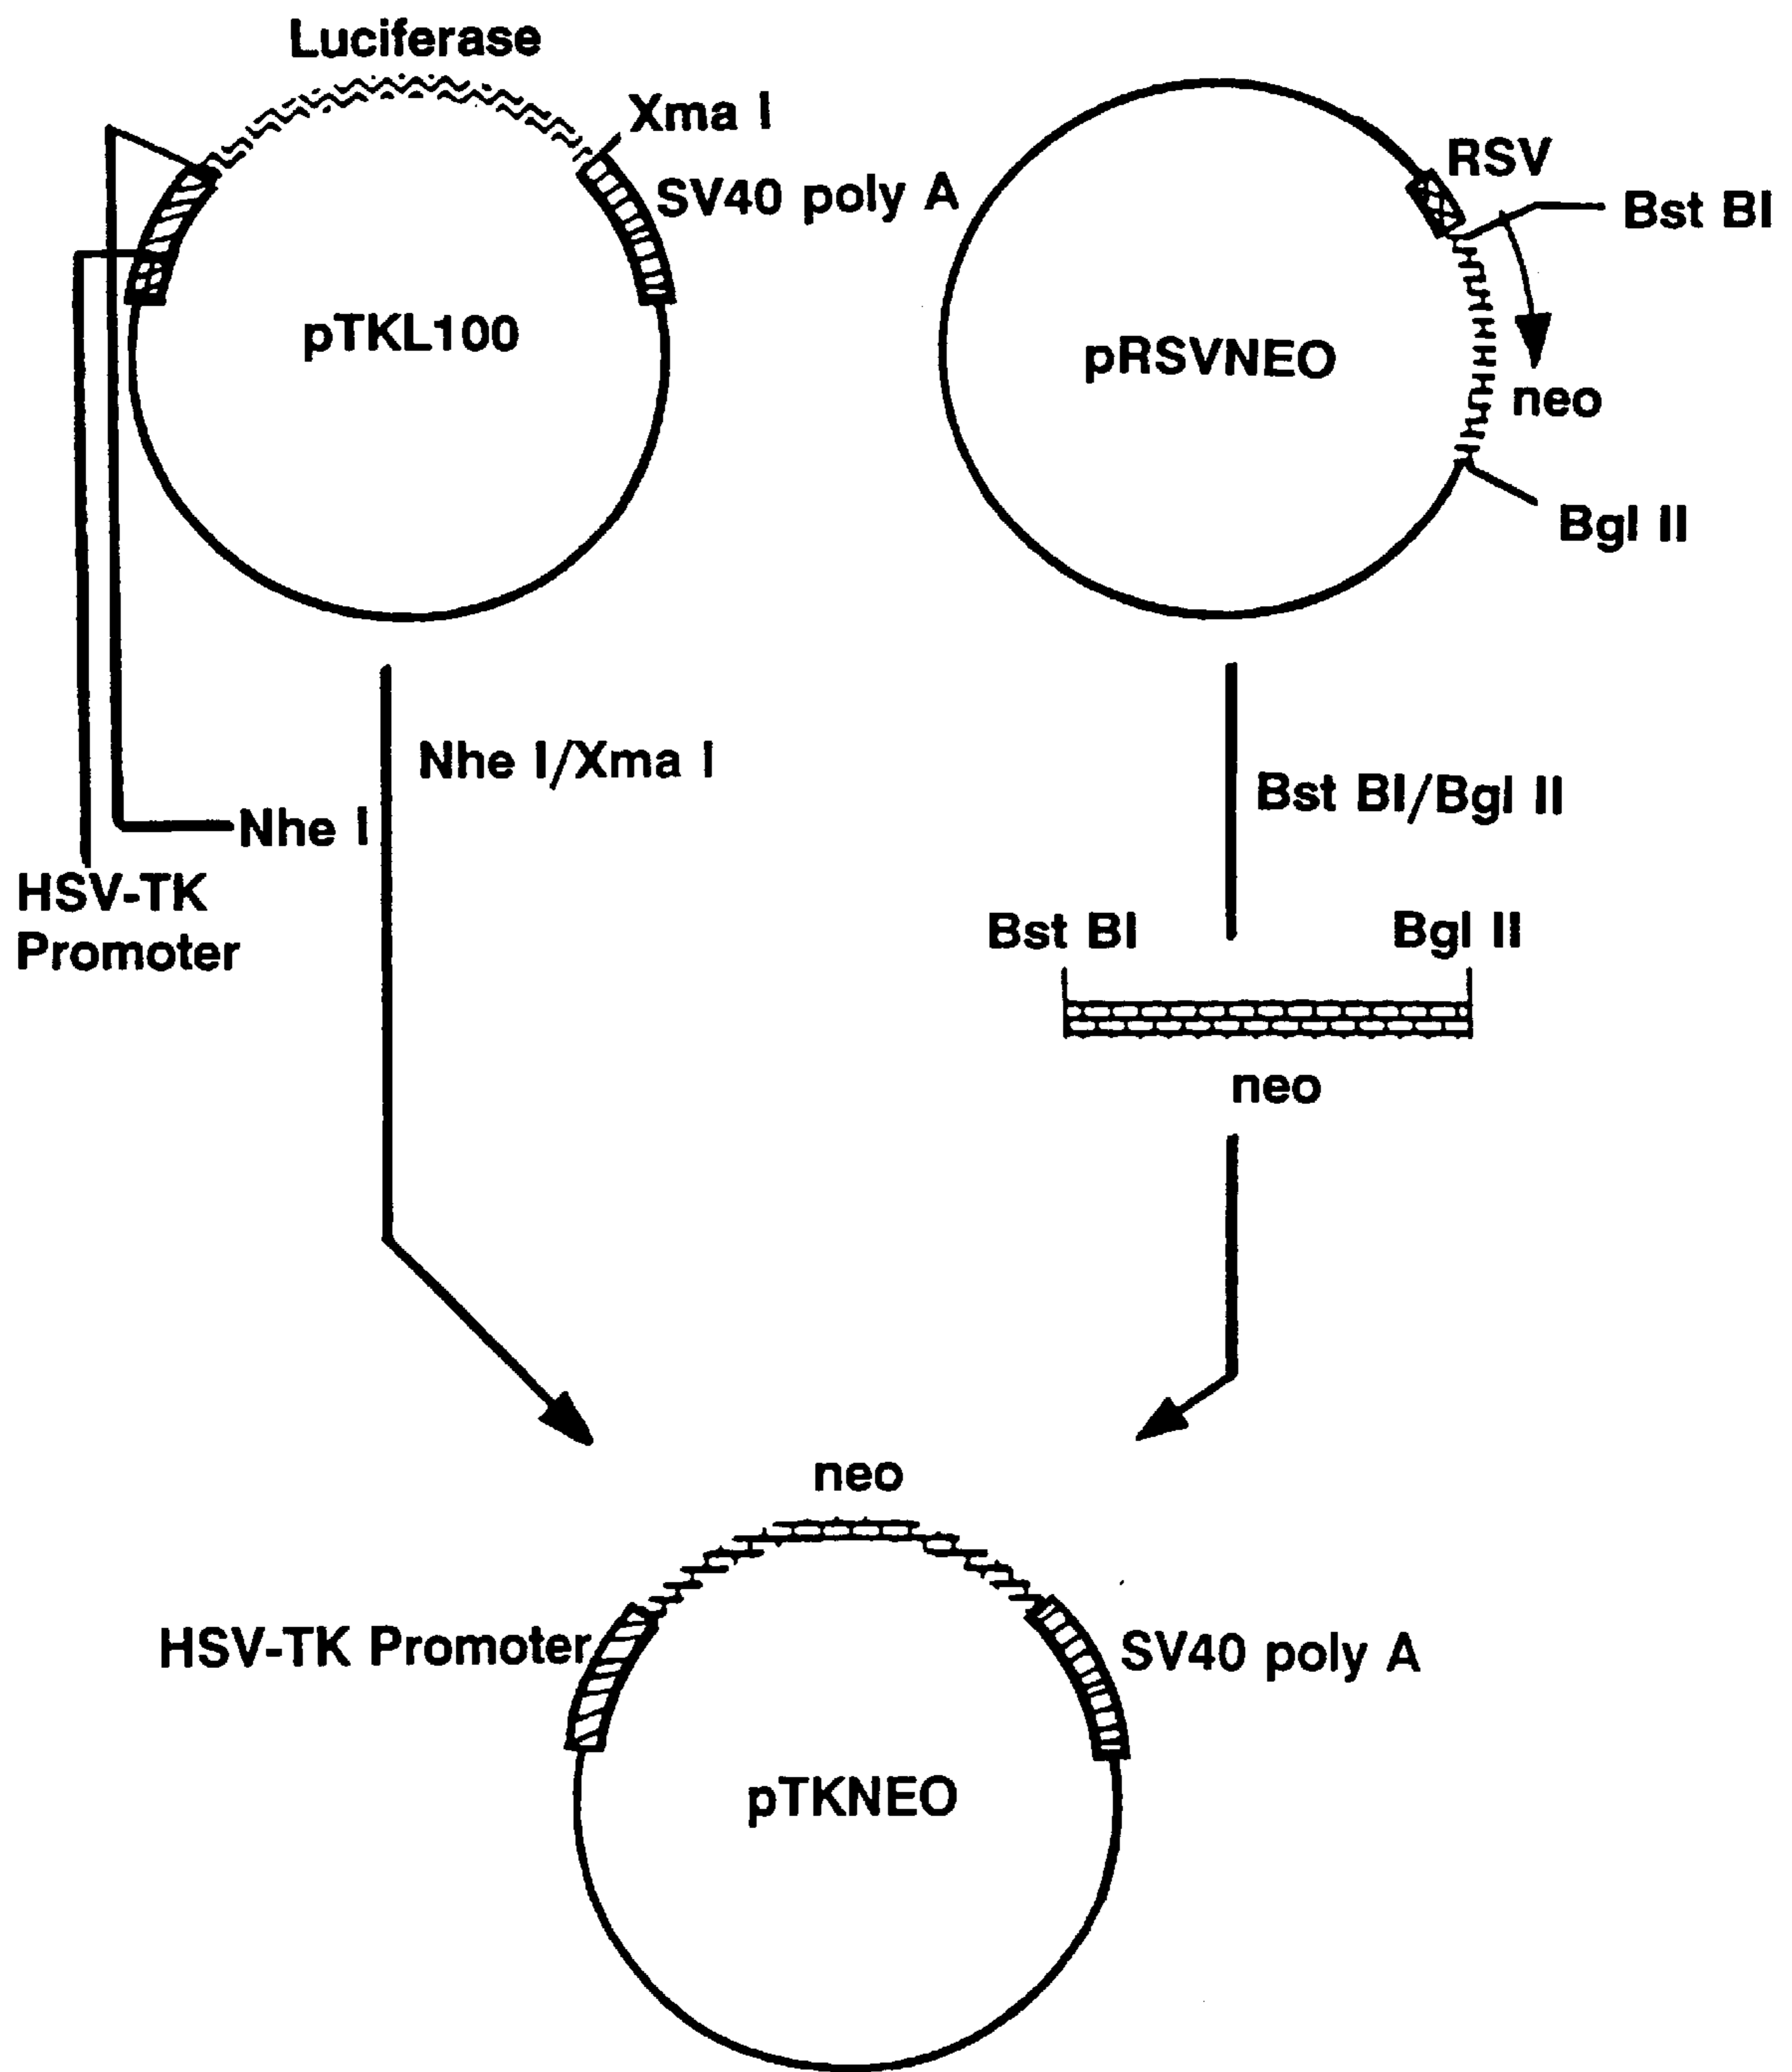 Luciferase
Xma I
SV40 poly A
pTKL100
RSV
Bst BI
pRSVNEO
neo
Bgl II
Nhe I/Xma I
Nhe I
HSV-TK
Promoter
Bst BI/Bgl II
Bst BI
Bgl II
neo
neo
HSV-TK Promoter
SV40 poly A
pTKNEO